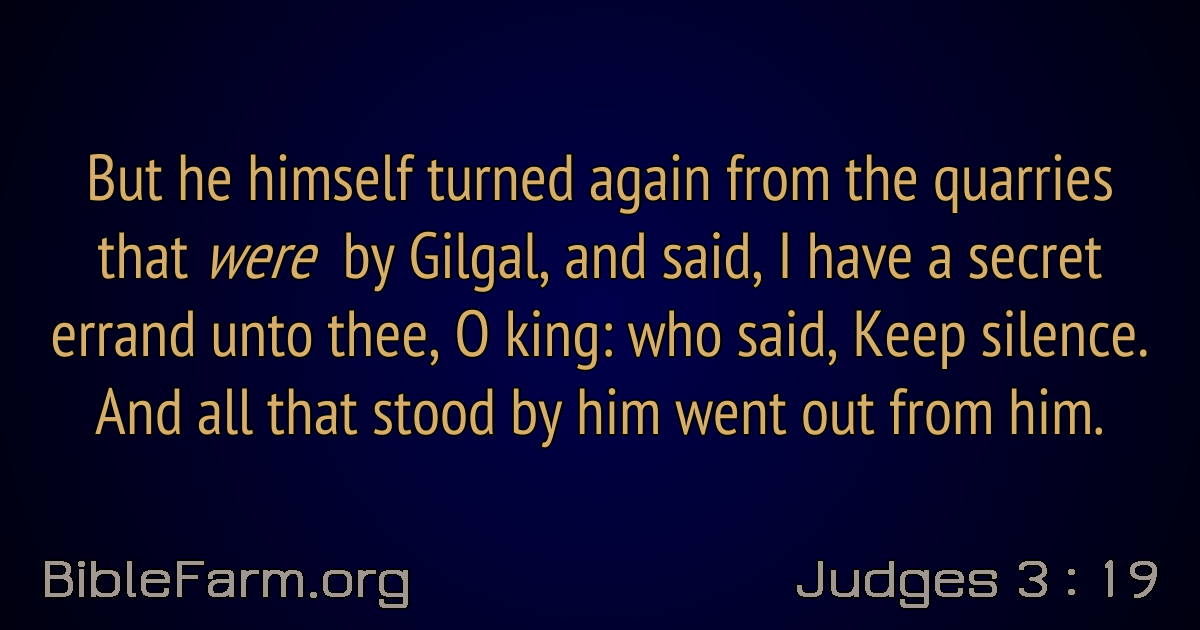 But he himself turned again from the quarries
that were by Gilgal, and said, I have a secret
errand unto thee, O king: who said, Keep silence.
And all that stood by him went out from him.
BibleFarm.org
Judges 3 : 19